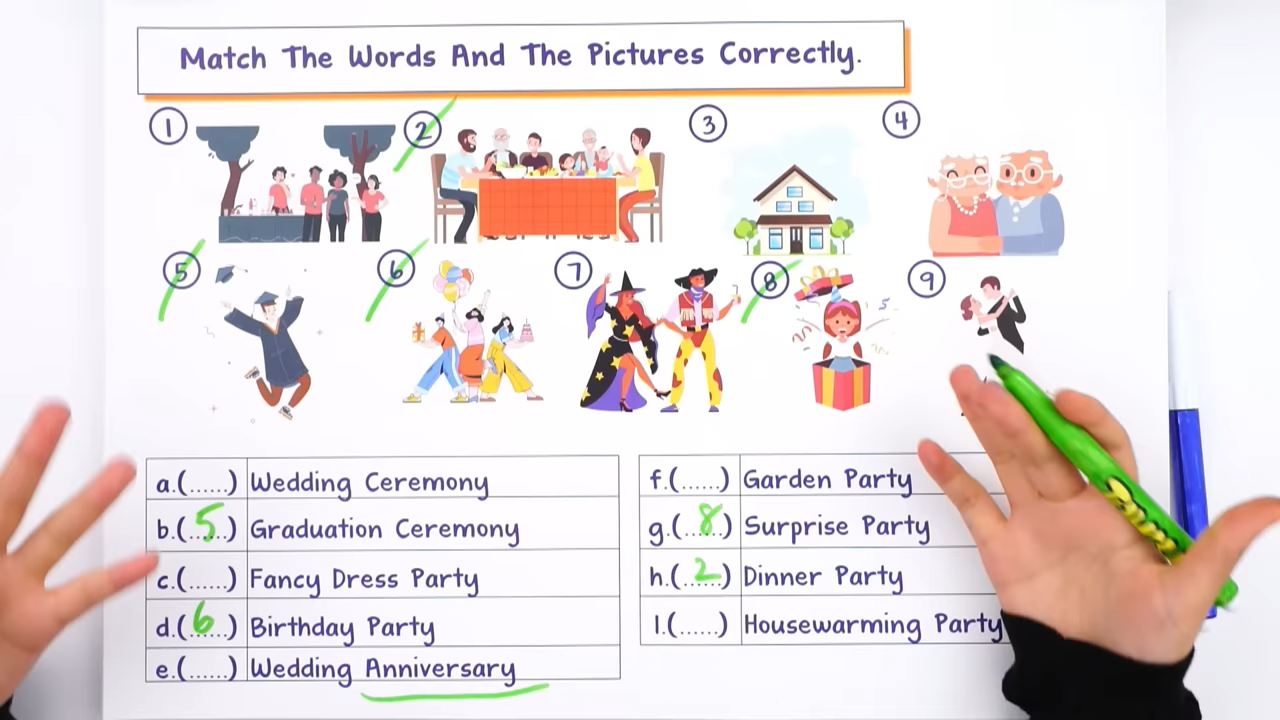 Match The Words And The Pictures Correctly.
1
2
3
4
5
6
7
8
9
a.(......) Wedding Ceremony
b.(..5..) Graduation Ceremony
c.(......) Fancy Dress Party
d.(..6..) Birthday Party
e.(......) Wedding Anniversary
f.(......) Garden Party
g.(..8..) Surprise Party
h.(..2..) Dinner Party
l.(......) Housewarming Party